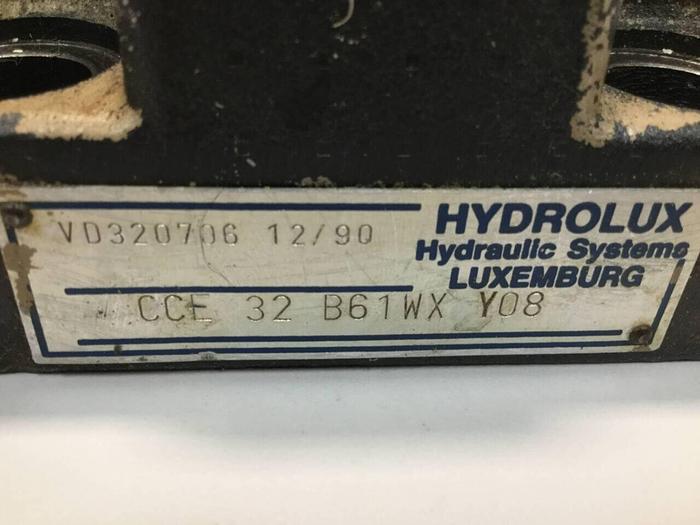 VD320706 12/90
HYDROLUX
Hydraulic Systems
LUXEMBURG
CCE 32 B61WX Y08